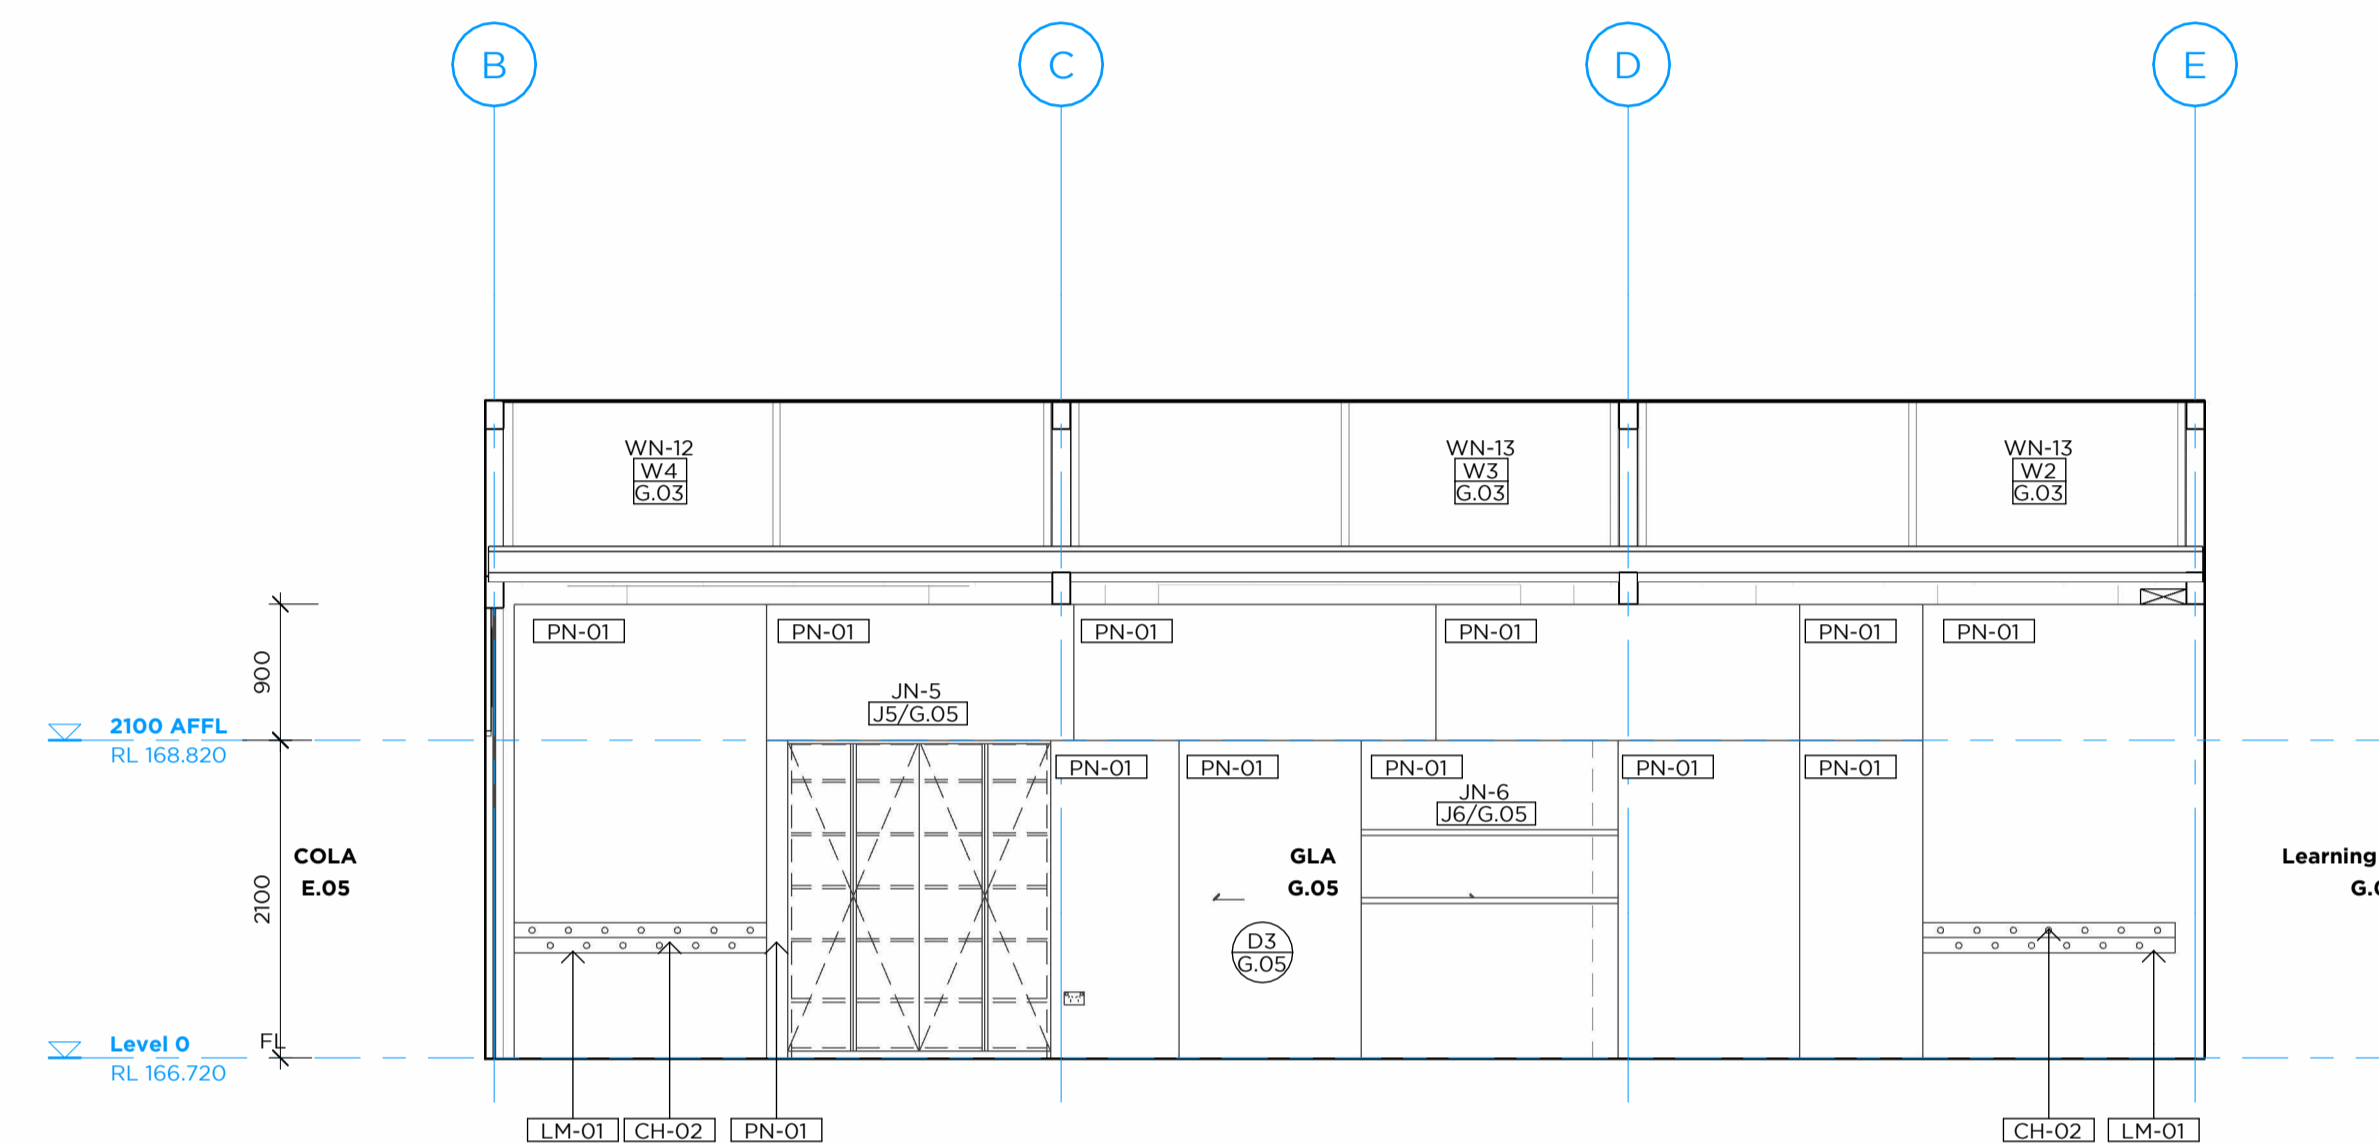 B
C
D
E
WN-12
W4
G.03
WN-13
W3
G.03
WN-13
W2
G.03
PN-01
PN-01
PN-01
PN-01
PN-01
PN-01
900
JN-5
J5/G.05
2100 AFFL
RL 168.820
PN-01
PN-01
PN-01
PN-01
PN-01
JN-6
J6/G.05
COLA
E.05
2100
GLA
G.05
Learning
D3
G.05
Level 0
RL 166.720
FL
LM-01
CH-02
PN-01
CH-02
LM-01